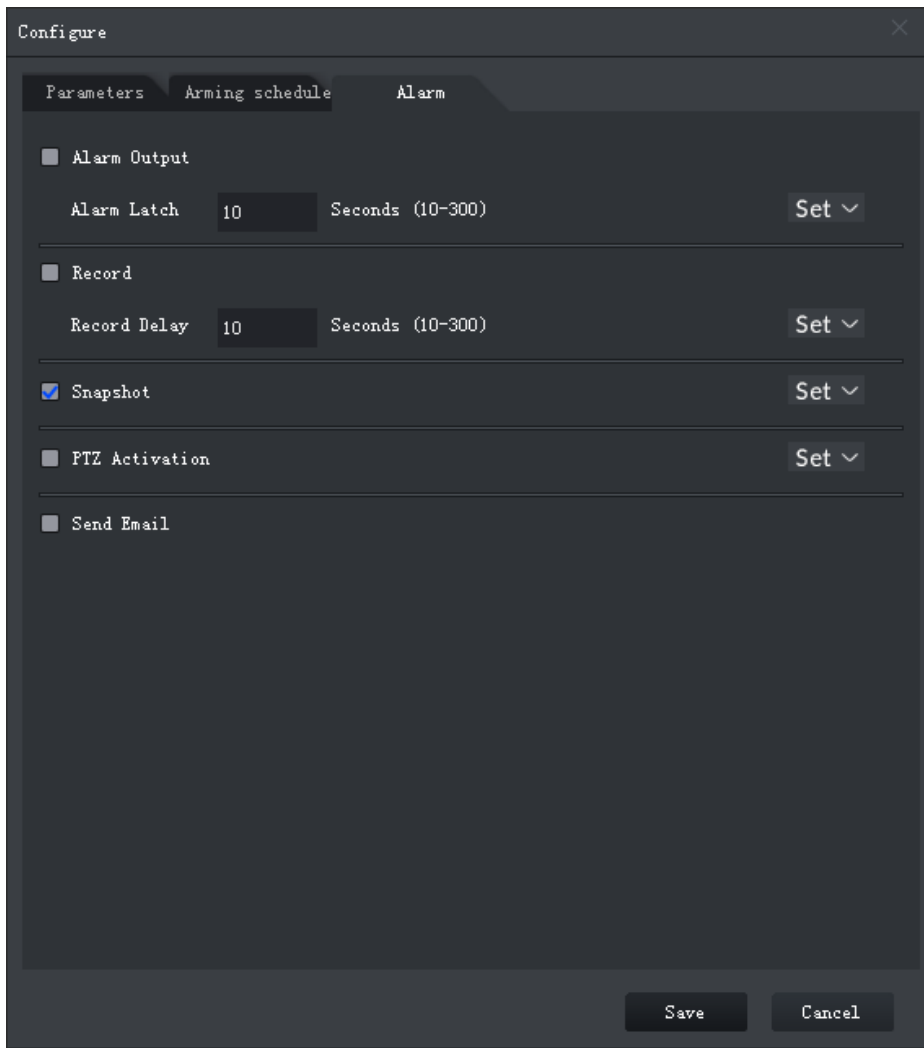 Configure
Parameters Arming schedule Alarm
Alarm Output
Alarm Latch 10 Seconds (10-300) Set
Record
Record Delay 10 Seconds (10-300) Set
Snapshot Set
PTZ Activation Set
Send Email
Save Cancel